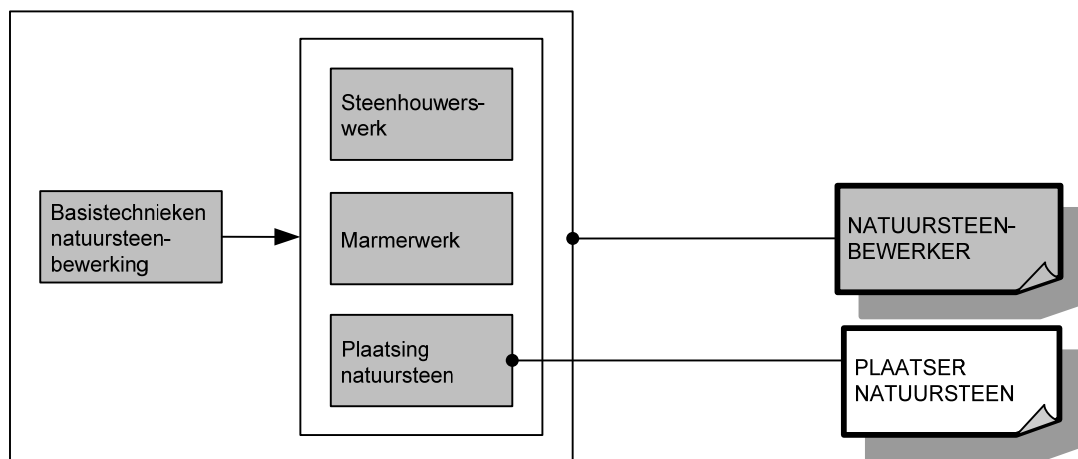 Steenhouwers-
werk
Basistechnieken
natuursteen-
bewerking
Marmerwerk
NATUURSTEEN-
BEWERKER
Plaatsing
natuursteen
PLAATSER
NATUURSTEEN